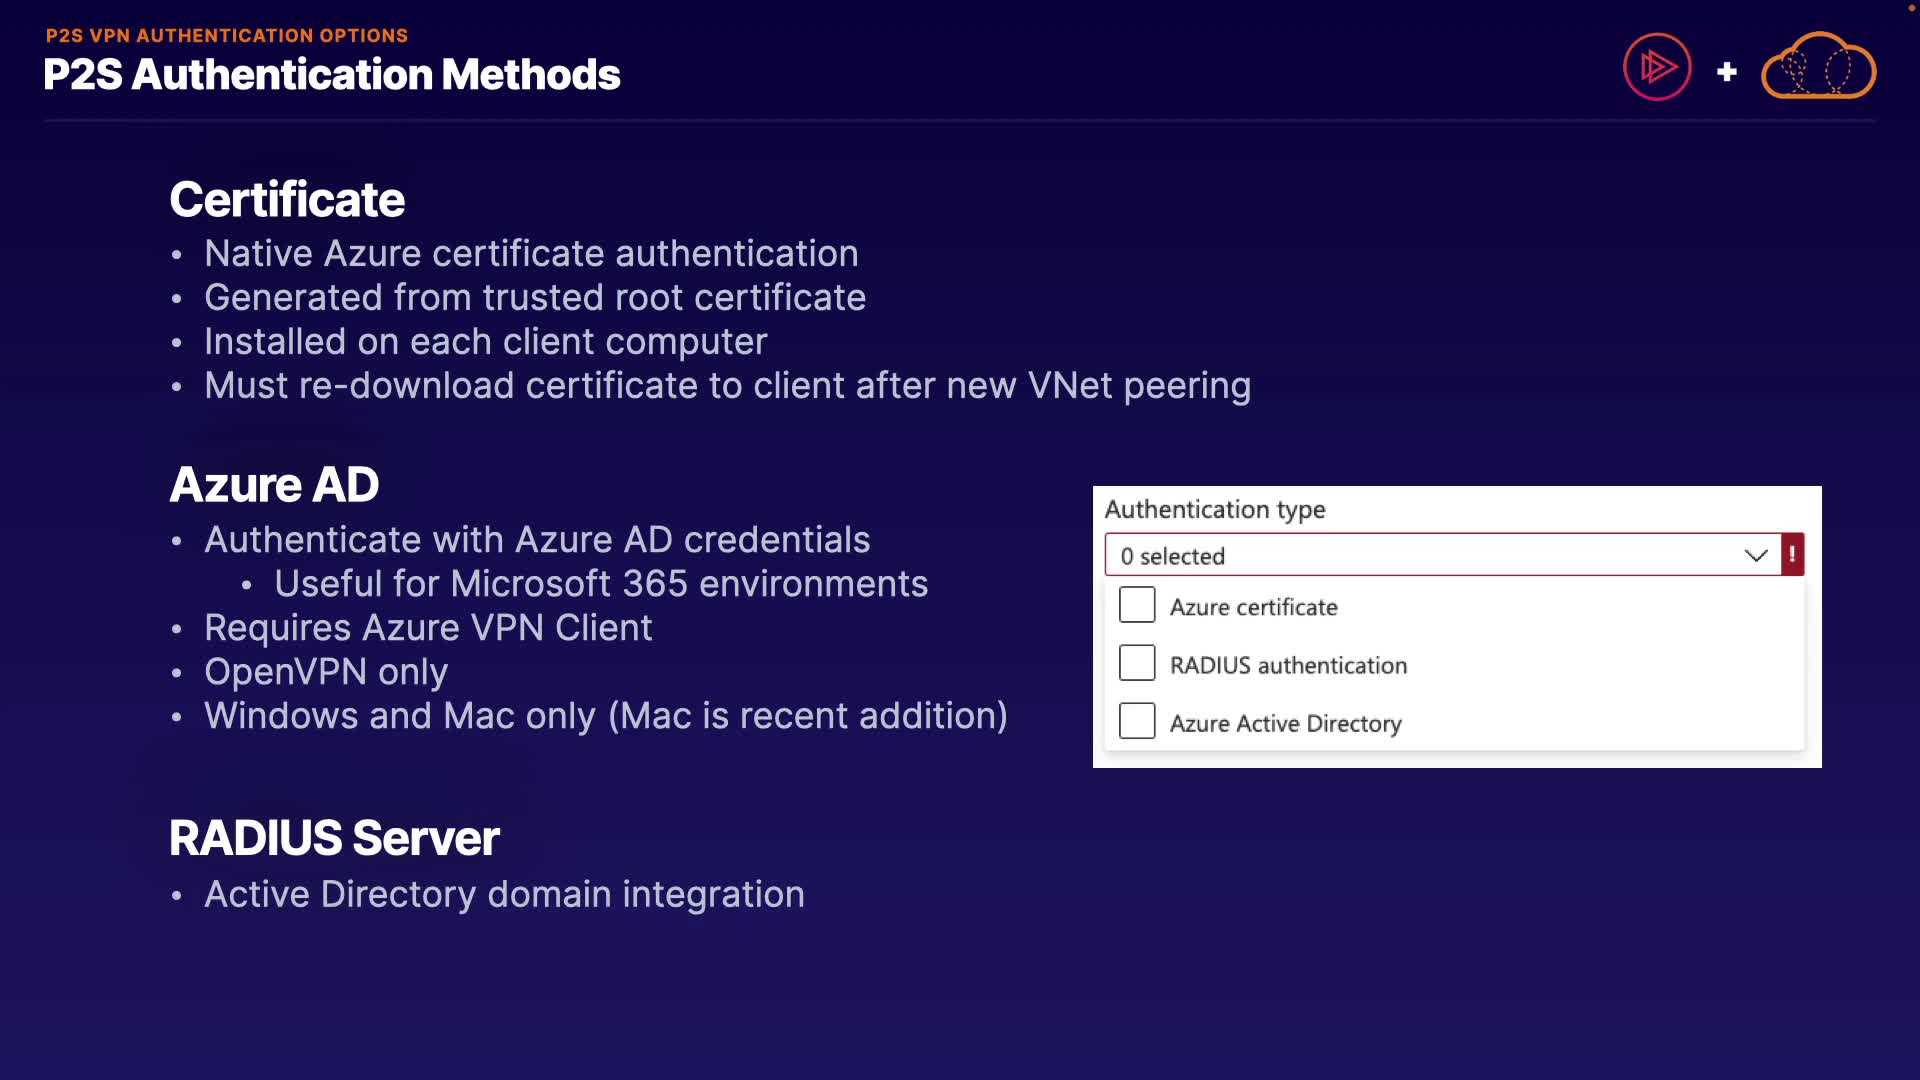 P2S VPN AUTHENTICATION OPTIONS
P2S Authentication Methods
+
Certificate
• Native Azure certificate authentication
• Generated from trusted root certificate
• Installed on each client computer
• Must re-download certificate to client after new VNet peering
Azure AD
• Authenticate with Azure AD credentials
• Useful for Microsoft 365 environments
• Requires Azure VPN Client
• OpenVPN only
• Windows and Mac only (Mac is recent addition)
RADIUS Server
• Active Directory domain integration
Authentication type
0 selected
!
Azure certificate
RADIUS authentication
Azure Active Directory